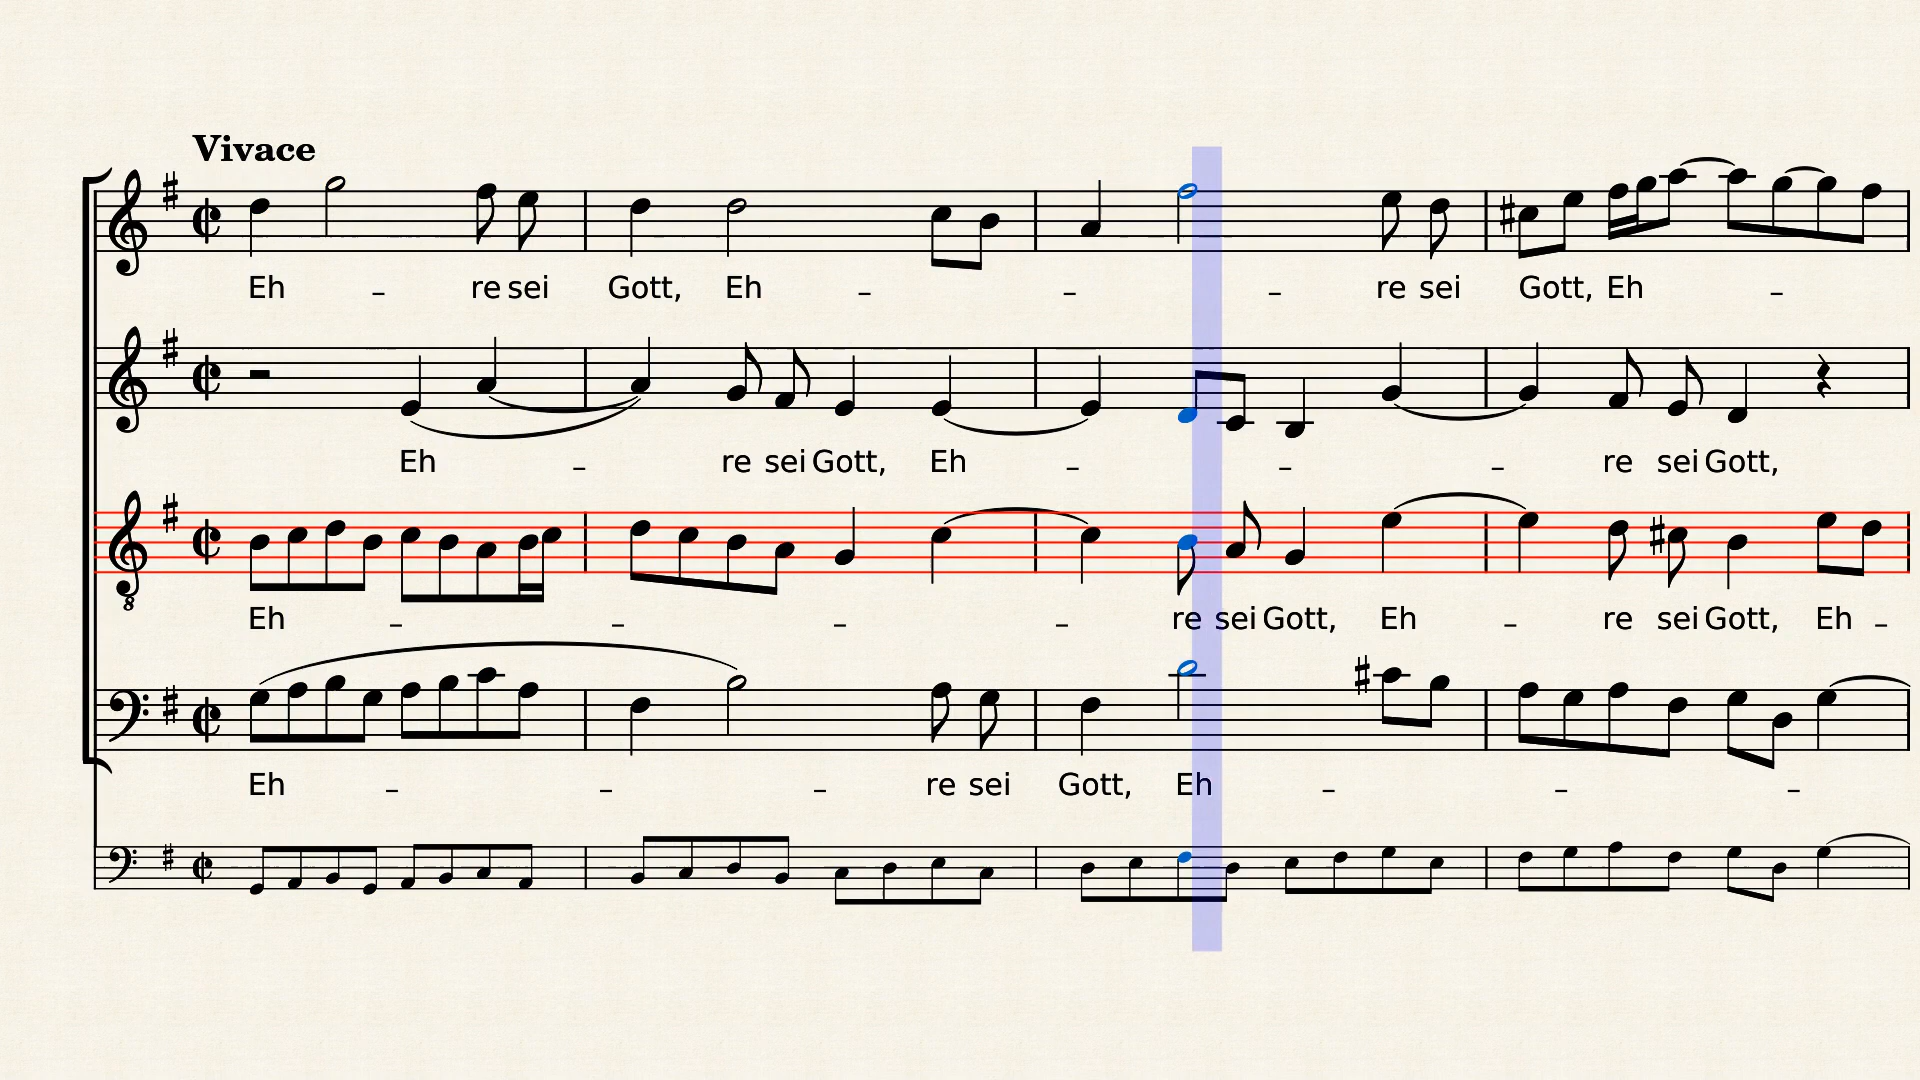 Vivace
Eh – re sei Gott, Eh – – – re sei Gott, Eh –
Eh – re sei Gott, Eh – – – re sei Gott,
8
Eh – – – – re sei Gott, Eh – re sei Gott, Eh –
Eh – – – re sei Gott, Eh – – –